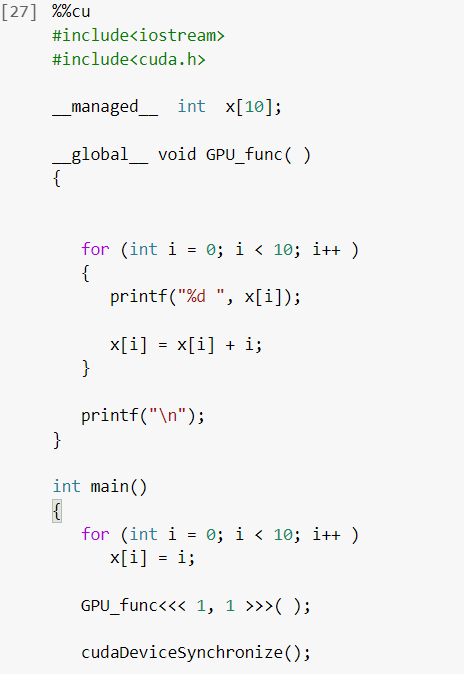 [27] %%cu
#include<iostream>
#include<cuda.h>
__managed__  int  x[10];
__global__ void GPU_func( )
{
for (int i = 0; i < 10; i++ )
{
printf("%d ", x[i]);
x[i] = x[i] + i;
}
printf("\n");
}
int main()
{
for (int i = 0; i < 10; i++ )
x[i] = i;
GPU_func<<< 1, 1 >>>( );
cudaDeviceSynchronize();